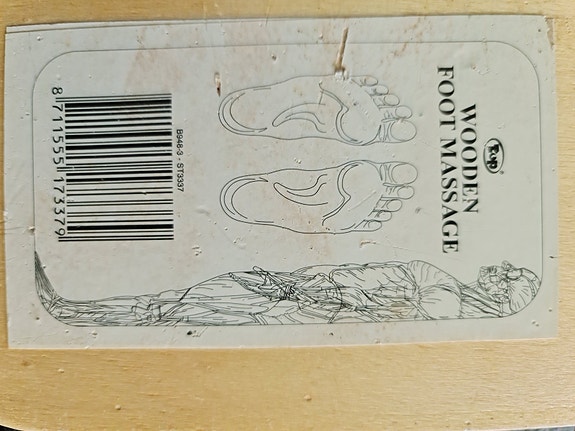 WOODEN
FOOT MASSAGE
B948-3 - ST3337
8 711555 173379